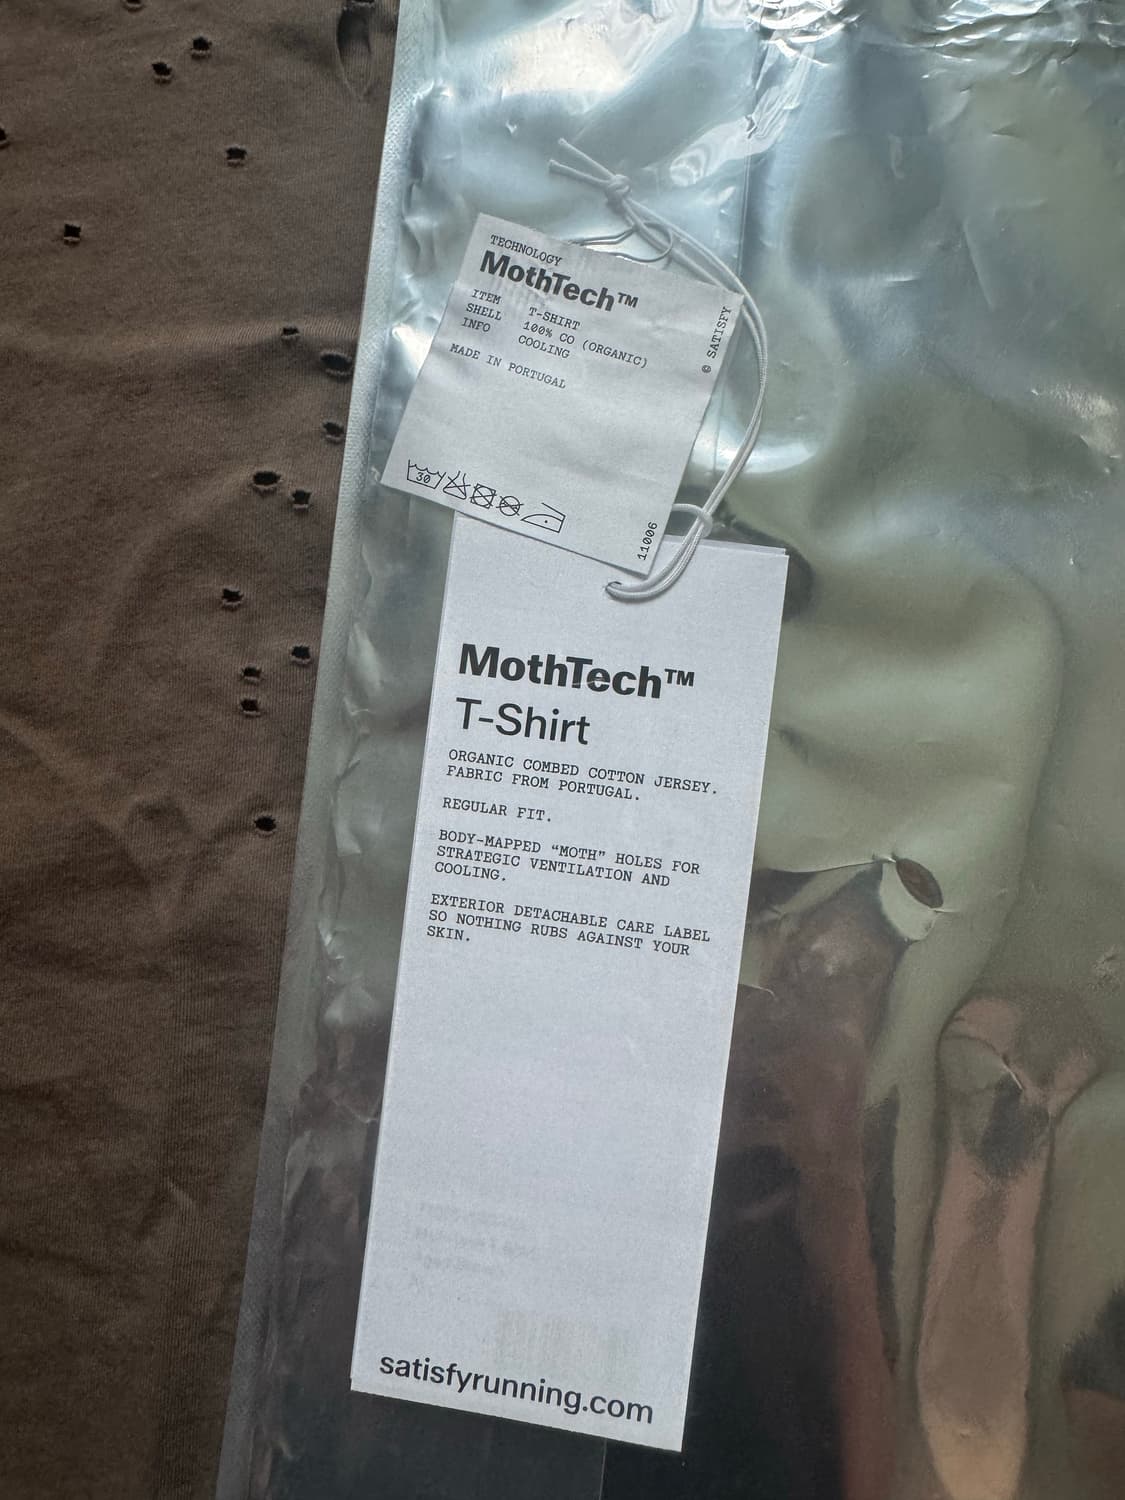 TECHNOLOGY
MothTech™
ITEM T-SHIRT
SHELL 100% CO (ORGANIC)
INFO COOLING
MADE IN PORTUGAL
© SATISFY
30
11006
MothTech™
T-Shirt
ORGANIC COMBED COTTON JERSEY.
FABRIC FROM PORTUGAL.
REGULAR FIT.
BODY-MAPPED “MOTH” HOLES FOR
STRATEGIC VENTILATION AND
COOLING.
EXTERIOR DETACHABLE CARE LABEL
SO NOTHING RUBS AGAINST YOUR
SKIN.
satisfyrunning.com